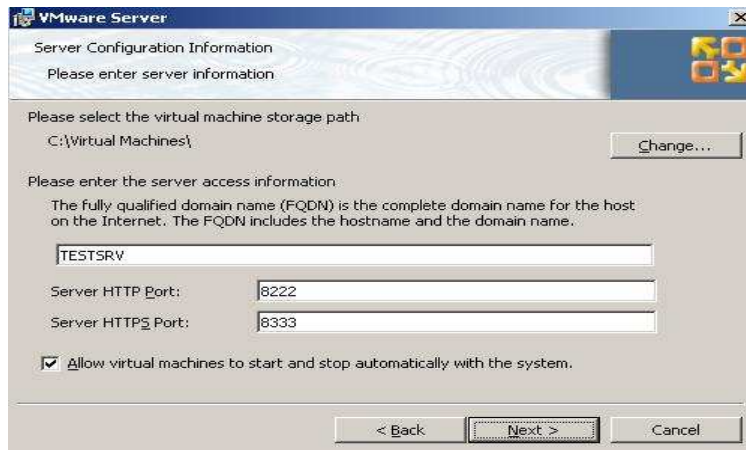 VMware Server
Server Configuration Information
Please enter server information
Please select the virtual machine storage path
C:\Virtual Machines\
Change...
Please enter the server access information
The fully qualified domain name (FQDN) is the complete domain name for the host
on the Internet. The FQDN includes the hostname and the domain name.
TESTSRV
Server HTTP Port: 8222
Server HTTPS Port: 8333
Allow virtual machines to start and stop automatically with the system.
< Back Next > Cancel